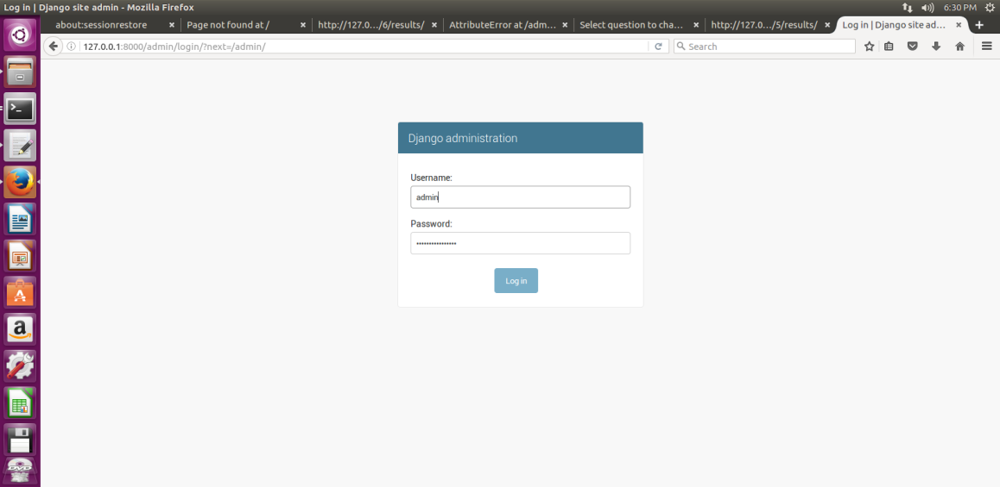 Log in | Django site admin - Mozilla Firefox
6:30 PM
about:sessionrestore
Page not found at /
http://127.0.…/6/results/
AttributeError at /adm…
Select question to cha…
http://127.0.…/5/results/
Log in | Django site ad…
127.0.0.1:8000/admin/login/?next=/admin/
Search
Django administration
Username:
admin
Password:
••••••••••••••••
Log in
>_
A
a
DVD